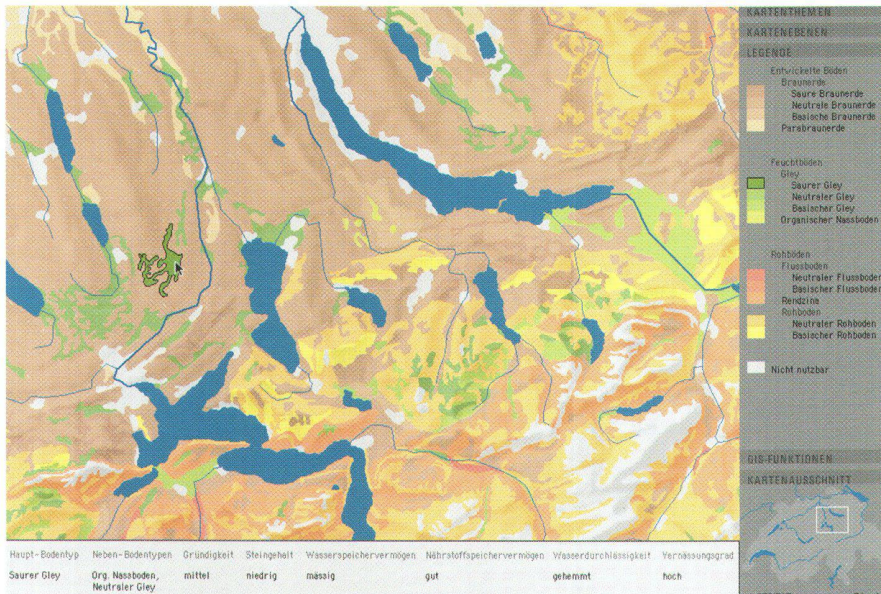 KARTENTHEMEN
KARTENEBENEN
LEGENDE
Entwickelte Böden
Braunerde
Saure Braunerde
Neutrale Braunerde
Basische Braunerde
Parabraunerde
Feuchtböden
Gley
Saurer Gley
Neutraler Gley
Basischer Gley
Organischer Nassboden
Rohböden
Flussboden
Neutraler Flussboden
Basischer Flussboden
Rendzina
Rohboden
Neutraler Rohboden
Basischer Rohboden
Nicht nutzbar
GIS-FUNKTIONEN
KARTENAUSSCHNITT
Haupt-Bodentyp Neben-Bodentypen Gründigkeit Steingehalt Wasserspeichervermögen Nährstoffspeichervermögen Wasserdurchlässigkeit Vernässungsgrad
Saurer Gley Org. Nassboden, mittel niedrig mässig gut gehemmt hoch
Neutraler Gley